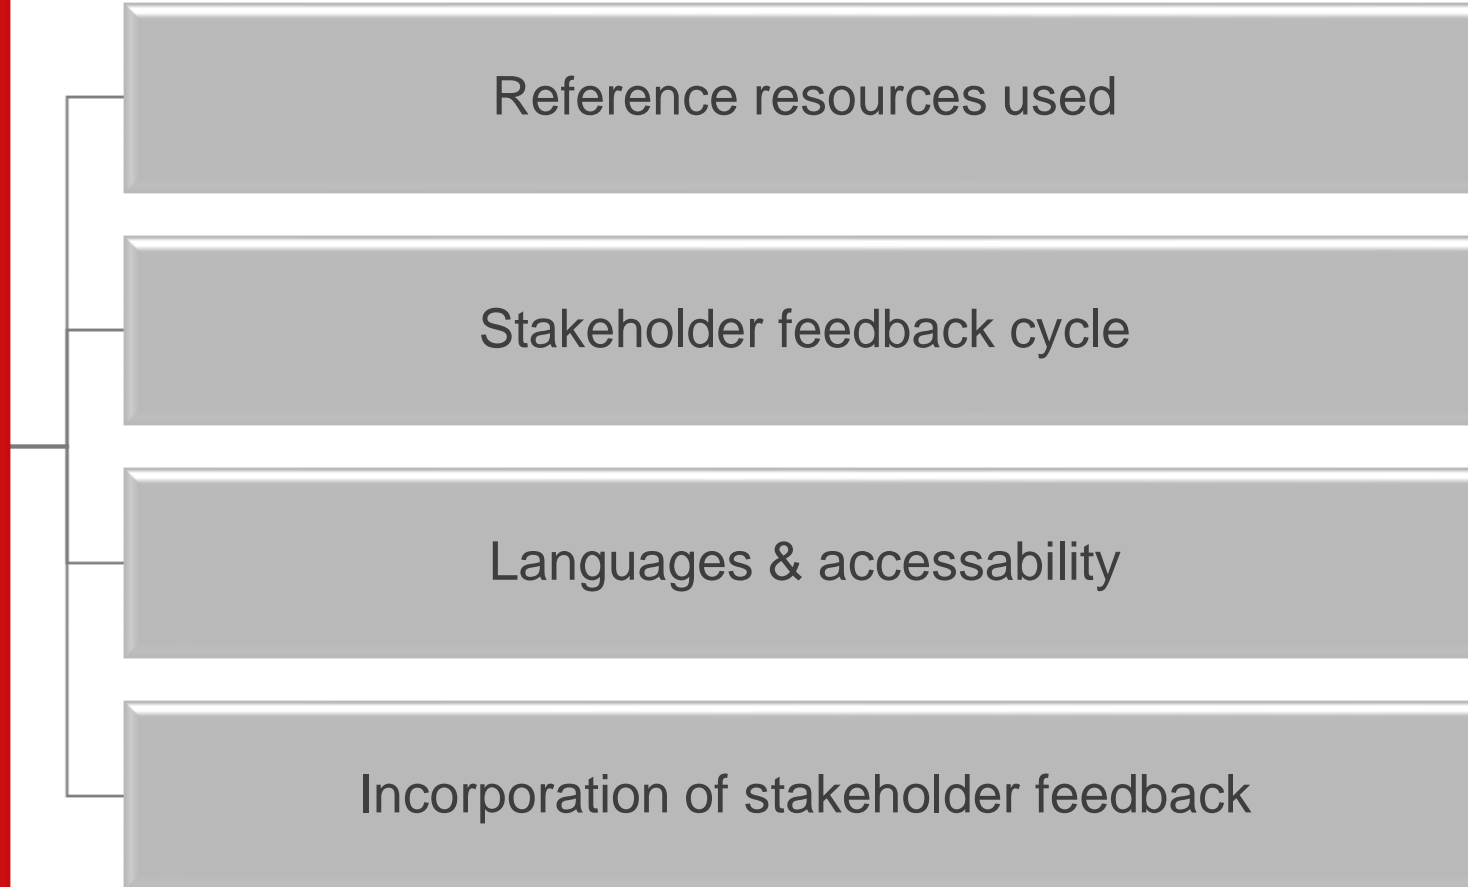 Reference resources used
Stakeholder feedback cycle
Languages & accessability
Incorporation of stakeholder feedback